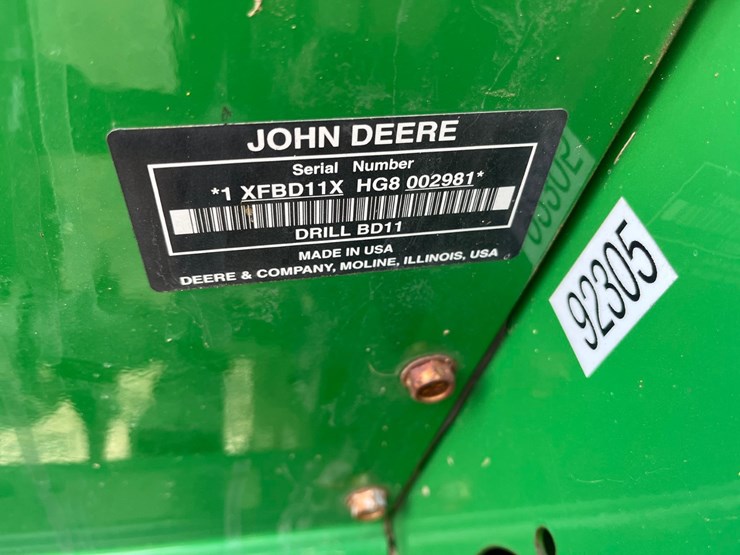 JOHN DEERE
Serial Number
*1 XFBD11X HG8 002981*
DRILL BD11
MADE IN USA
DEERE & COMPANY, MOLINE, ILLINOIS, USA
92305